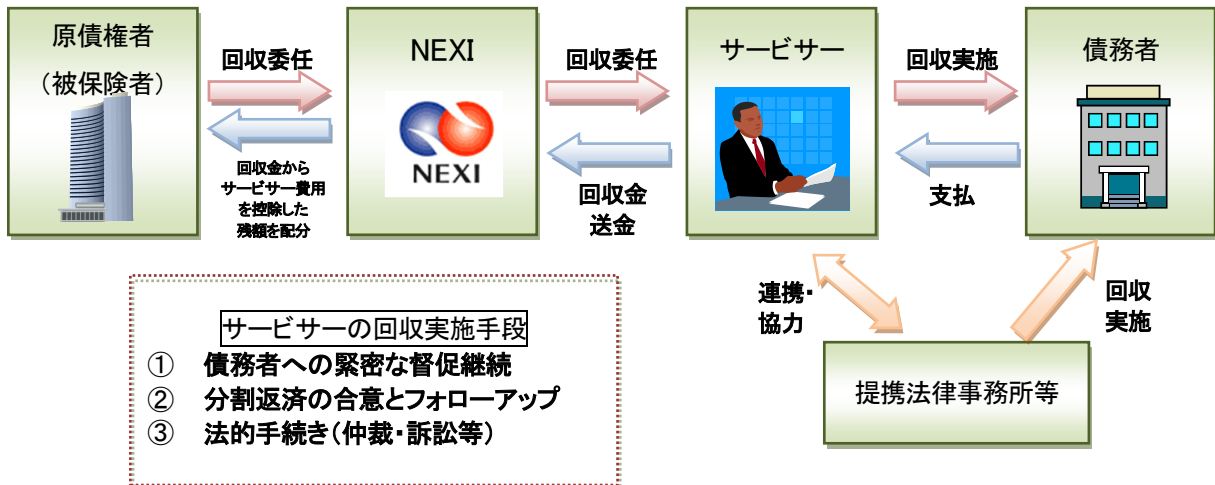 原債権者
（被保険者）
回収委任
回収金から
サービサー費用
を控除した
残額を配分
NEXI
NEXI
回収委任
回収金
送金
サービサー
回収実施
支払
債務者
連携・
協力
回収
実施
提携法律事務所等
サービサーの回収実施手段
① 債務者への緊密な督促継続
② 分割返済の合意とフォローアップ
③ 法的手続き（仲裁・訴訟等）